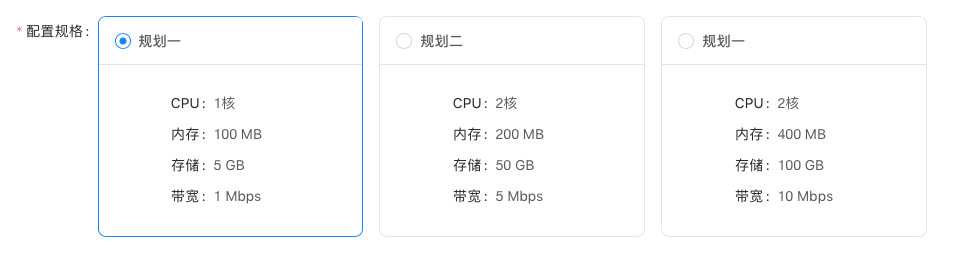 * 配置规格：
规划一
CPU：1核
内存：100 MB
存储：5 GB
带宽：1 Mbps
规划二
CPU：2核
内存：200 MB
存储：50 GB
带宽：5 Mbps
规划一
CPU：2核
内存：400 MB
存储：100 GB
带宽：10 Mbps